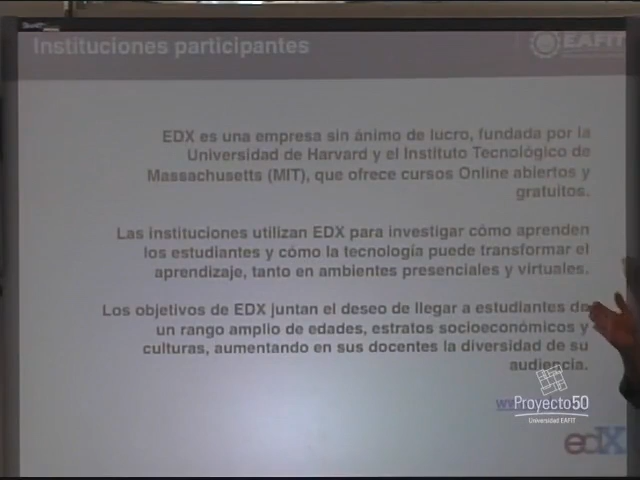 Instituciones participantes
EAFIT
EDX es una empresa sin ánimo de lucro, fundada por la
Universidad de Harvard y el Instituto Tecnológico de
Massachusetts (MIT), que ofrece cursos Online abiertos y
gratuitos.
Las instituciones utilizan EDX para investigar cómo aprenden
los estudiantes y cómo la tecnología puede transformar el
aprendizaje, tanto en ambientes presenciales y virtuales.
Los objetivos de EDX juntan el deseo de llegar a estudiantes de
un rango amplio de edades, estratos socioeconómicos y
culturas, aumentando en sus docentes la diversidad de su
audiencia.
Proyecto50
Universidad EAFIT
edX